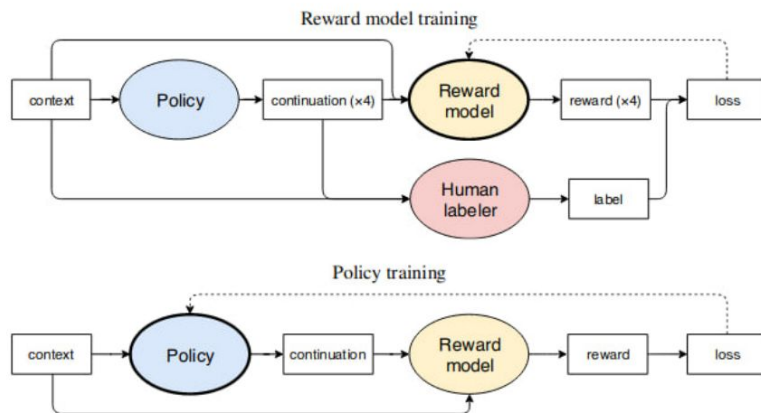 Reward model training
context
Policy
continuation (×4)
Reward
model
reward (×4)
loss
Human
labeler
label
Policy training
context
Policy
continuation
Reward
model
reward
loss